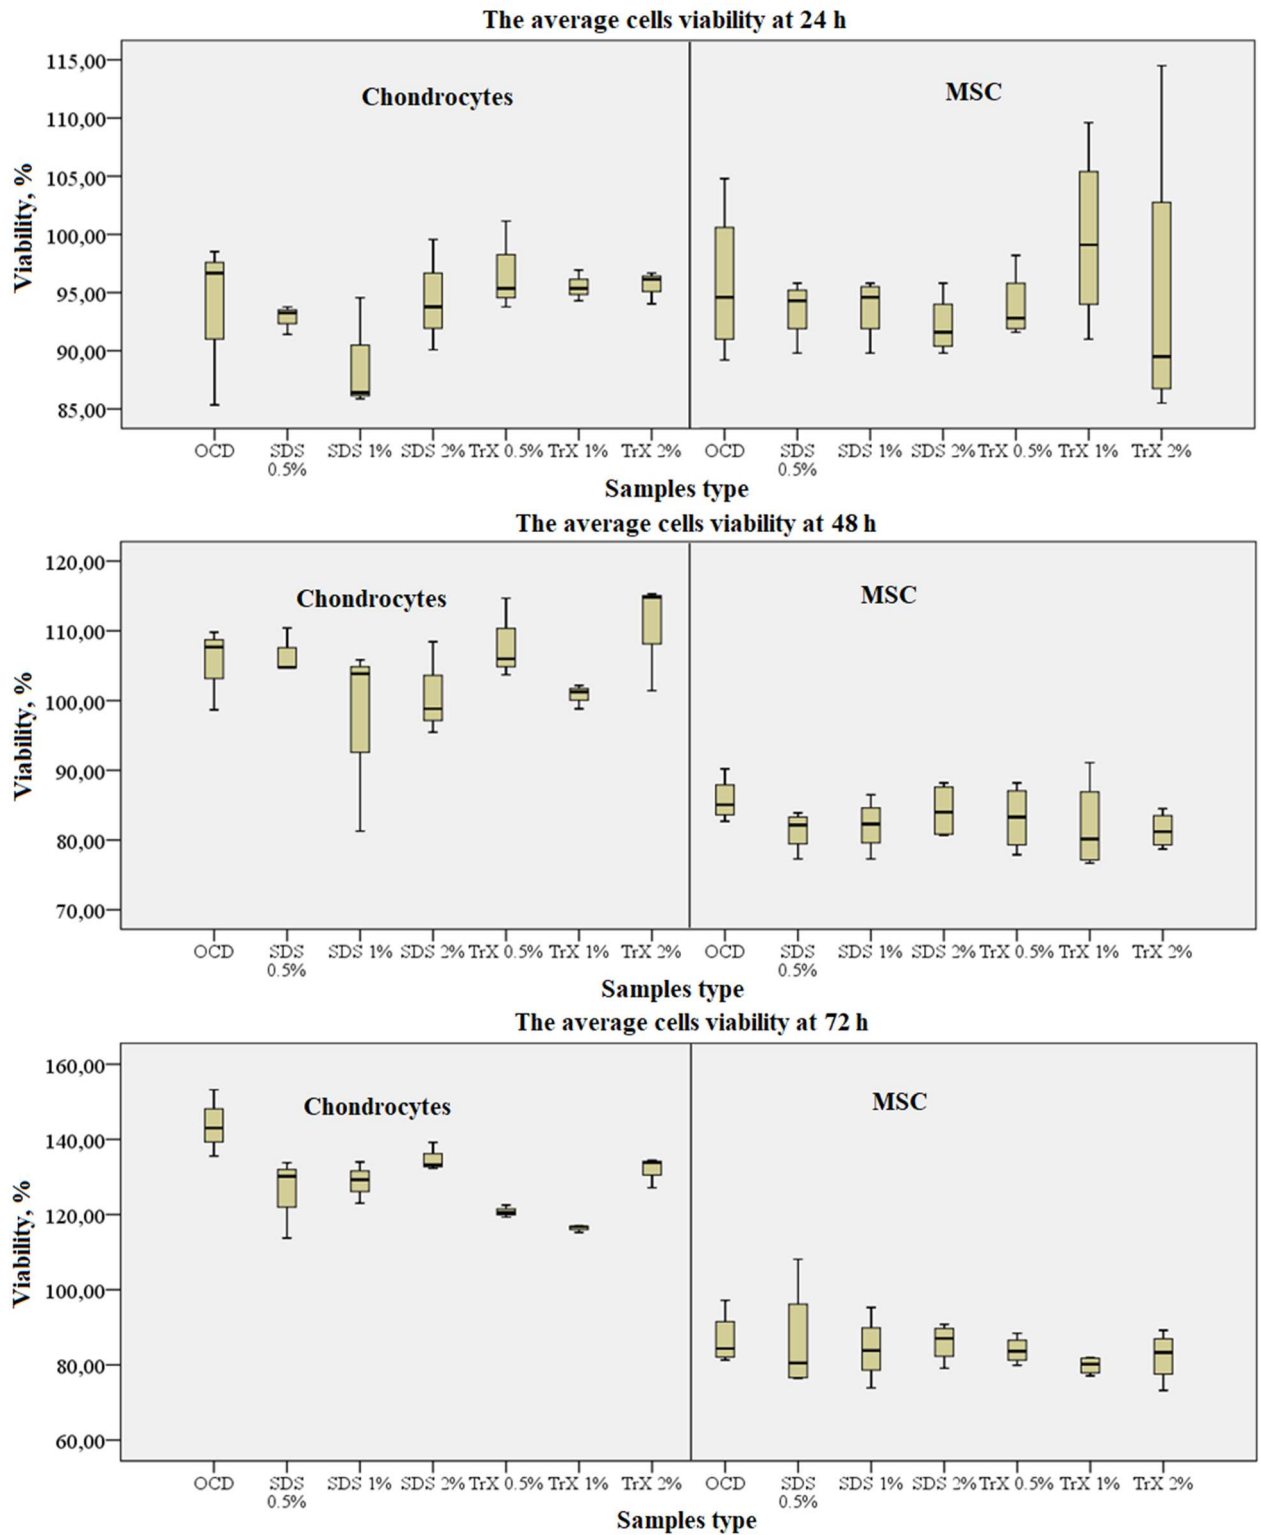 The average cells viability at 24 h
Chondrocytes
MSC
Viability, %
115,00
110,00
105,00
100,00
95,00
90,00
85,00
OCD SDS 0.5% SDS 1% SDS 2% TrX 0.5% TrX 1% TrX 2% OCD SDS 0.5% SDS 1% SDS 2% TrX 0.5% TrX 1% TrX 2%
Samples type
The average cells viability at 48 h
Chondrocytes
MSC
Viability, %
120,00
110,00
100,00
90,00
80,00
70,00
OCD SDS 0.5% SDS 1% SDS 2% TrX 0.5% TrX 1% TrX 2% OCD SDS 0.5% SDS 1% SDS 2% TrX 0.5% TrX 1% TrX 2%
Samples type
The average cells viability at 72 h
Chondrocytes
MSC
Viability, %
160,00
140,00
120,00
100,00
80,00
60,00
OCD SDS 0.5% SDS 1% SDS 2% TrX 0.5% TrX 1% TrX 2% OCD SDS 0.5% SDS 1% SDS 2% TrX 0.5% TrX 1% TrX 2%
Samples type